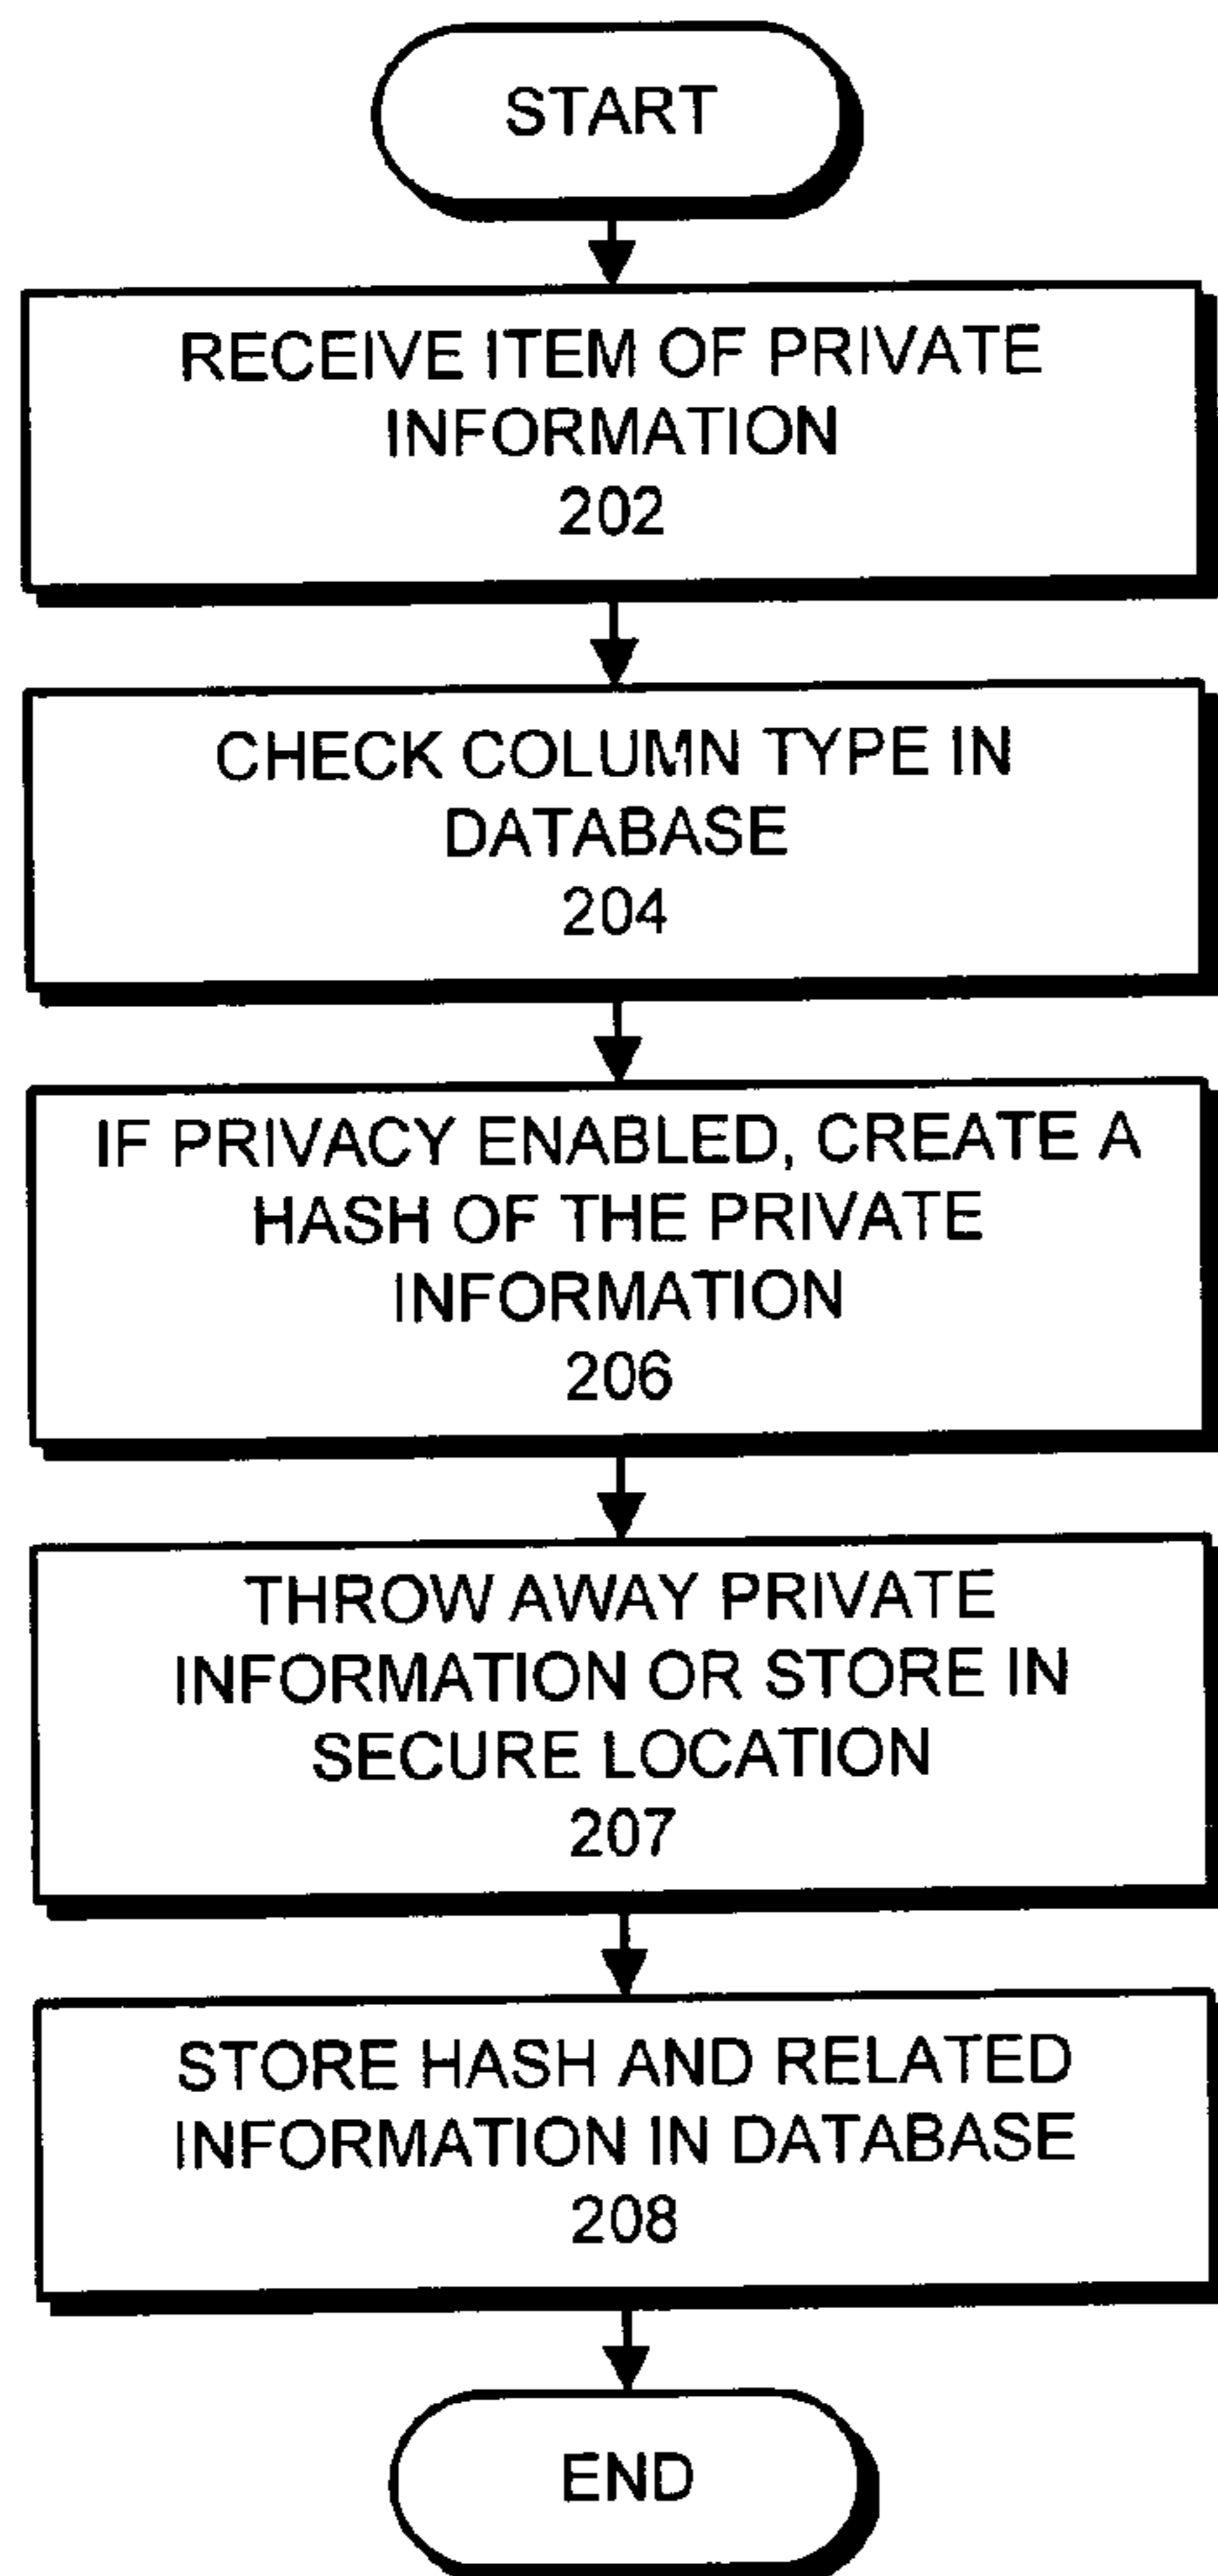 START
RECEIVE ITEM OF PRIVATE
INFORMATION
202
CHECK COLUMN TYPE IN
DATABASE
204
IF PRIVACY ENABLED, CREATE A
HASH OF THE PRIVATE
INFORMATION
206
THROW AWAY PRIVATE
INFORMATION OR STORE IN
SECURE LOCATION
207
STORE HASH AND RELATED
INFORMATION IN DATABASE
208
END